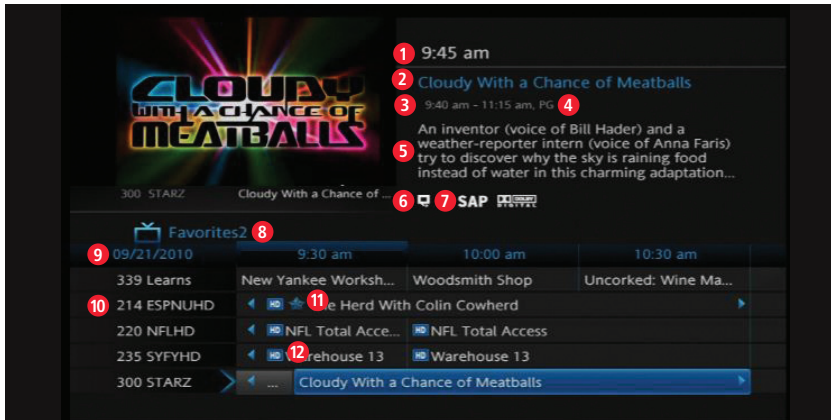 CLOUDY
WITH A CHANCE OF
MEATBALLS
300 STARZ Cloudy With a Chance of ...
1 9:45 am
2 Cloudy With a Chance of Meatballs
3 9:40 am - 11:15 am, PG 4
5 An inventor (voice of Bill Hader) and a
weather-reporter intern (voice of Anna Faris)
try to discover why the sky is raining food
instead of water in this charming adaptation...
6 7 SAP DOLBY
DIGITAL
Favorites2 8
9 09/21/2010 9:30 am 10:00 am 10:30 am
339 Learns New Yankee Worksh... Woodsmith Shop Uncorked: Wine Ma...
10 214 ESPNUHD HD 11 e Herd With Colin Cowherd
220 NFLHD HD NFL Total Acce... HD NFL Total Access
235 SYFYHD HD 12 rehouse 13 HD Warehouse 13
300 STARZ ... Cloudy With a Chance of Meatballs